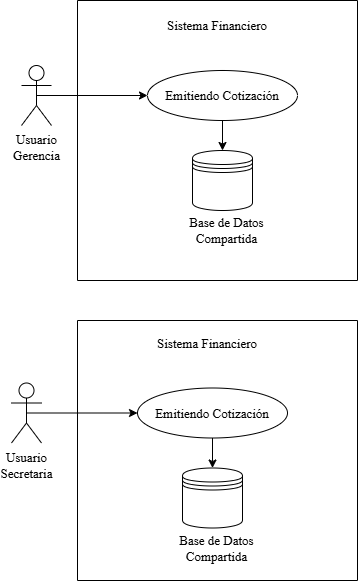 Sistema Financiero
Emitiendo Cotización
Usuario
Gerencia
Base de Datos
Compartida
Sistema Financiero
Emitiendo Cotización
Usuario
Secretaria
Base de Datos
Compartida